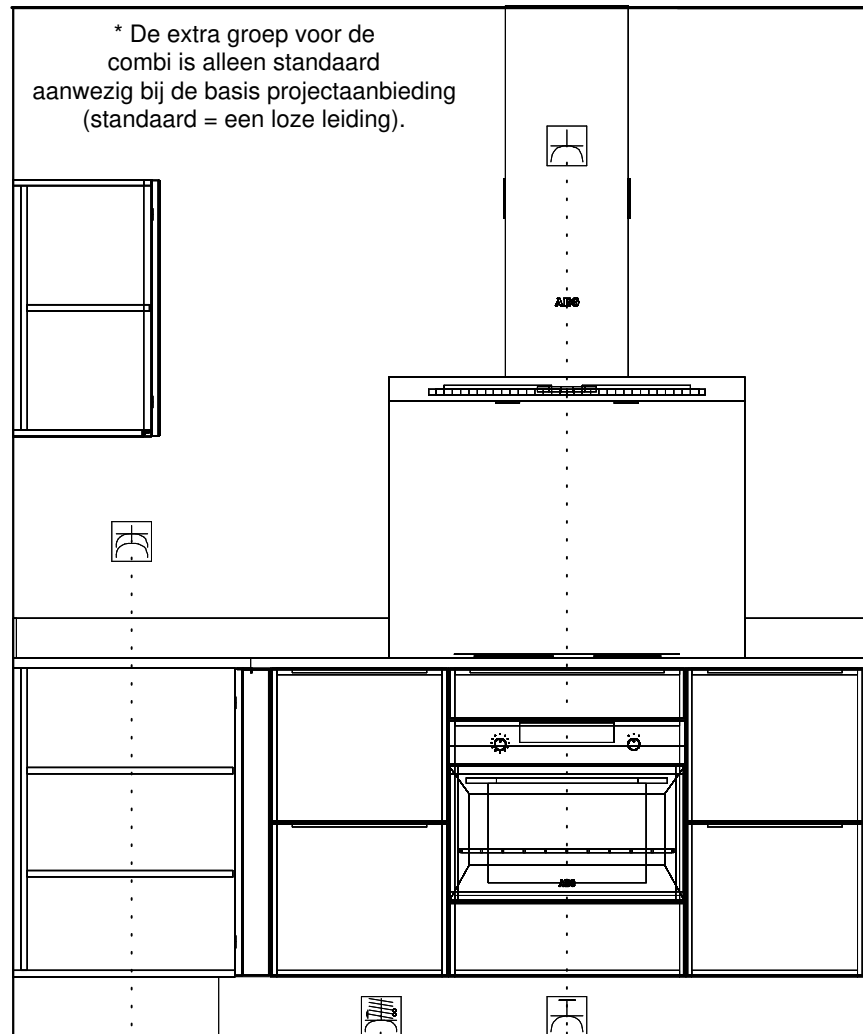 * De extra groep voor de
combi is alleen standaard
aanwezig bij de basis projectaanbieding
(standaard = een loze leiding).
AEG
AEG